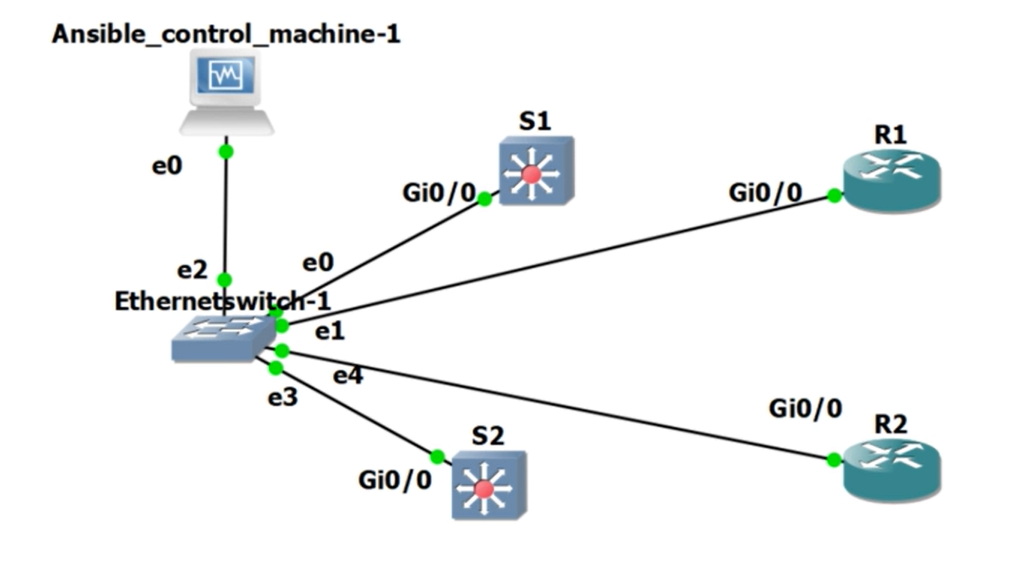 Ansible_control_machine-1
S1
R1
e0
Gi0/0
Gi0/0
e2
e0
Ethernetswitch-1
e1
e4
e3
Gi0/0
R2
S2
Gi0/0